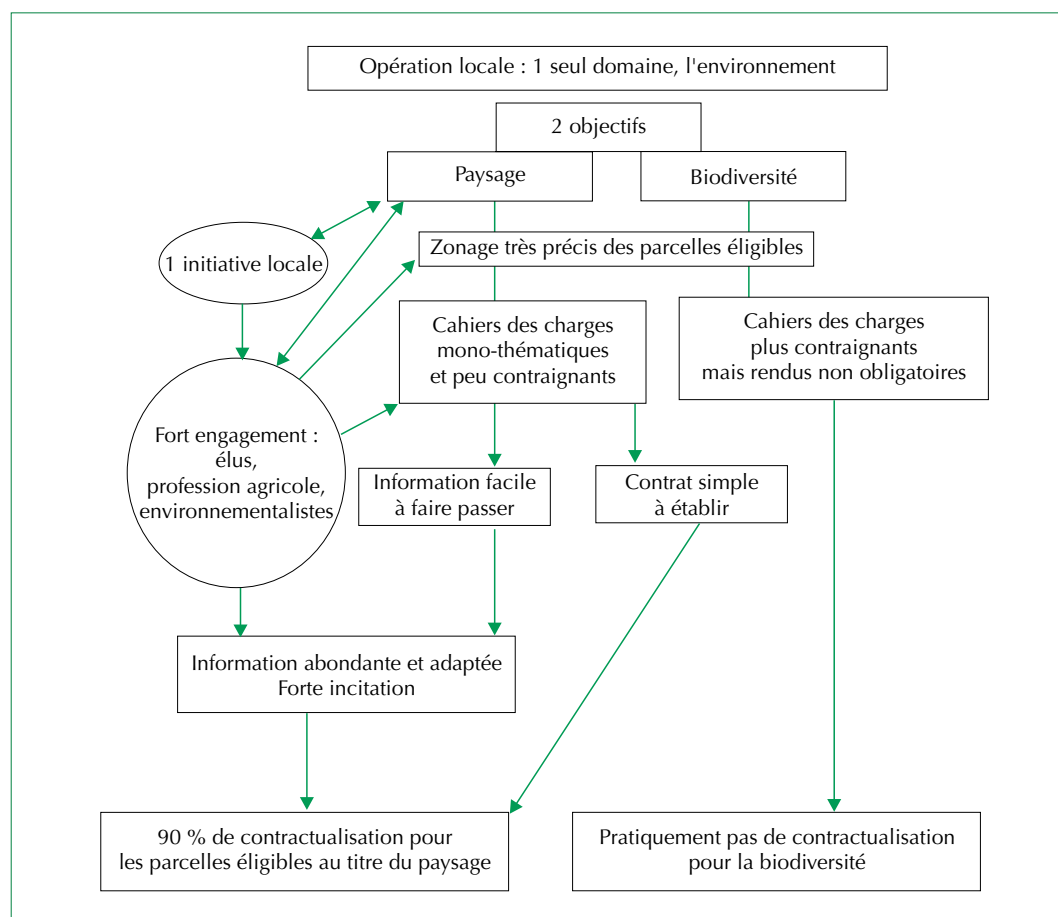 Opération locale : 1 seul domaine, l'environnement
2 objectifs
Paysage
Biodiversité
1 initiative locale
Zonage très précis des parcelles éligibles
Cahiers des charges
mono-thématiques
et peu contraignants
Cahiers des charges
plus contraignants
mais rendus non obligatoires
Fort engagement :
élus,
profession agricole,
environnementalistes
Information facile
à faire passer
Contrat simple
à établir
Information abondante et adaptée
Forte incitation
90 % de contractualisation pour
les parcelles éligibles au titre du paysage
Pratiquement pas de contractualisation
pour la biodiversité